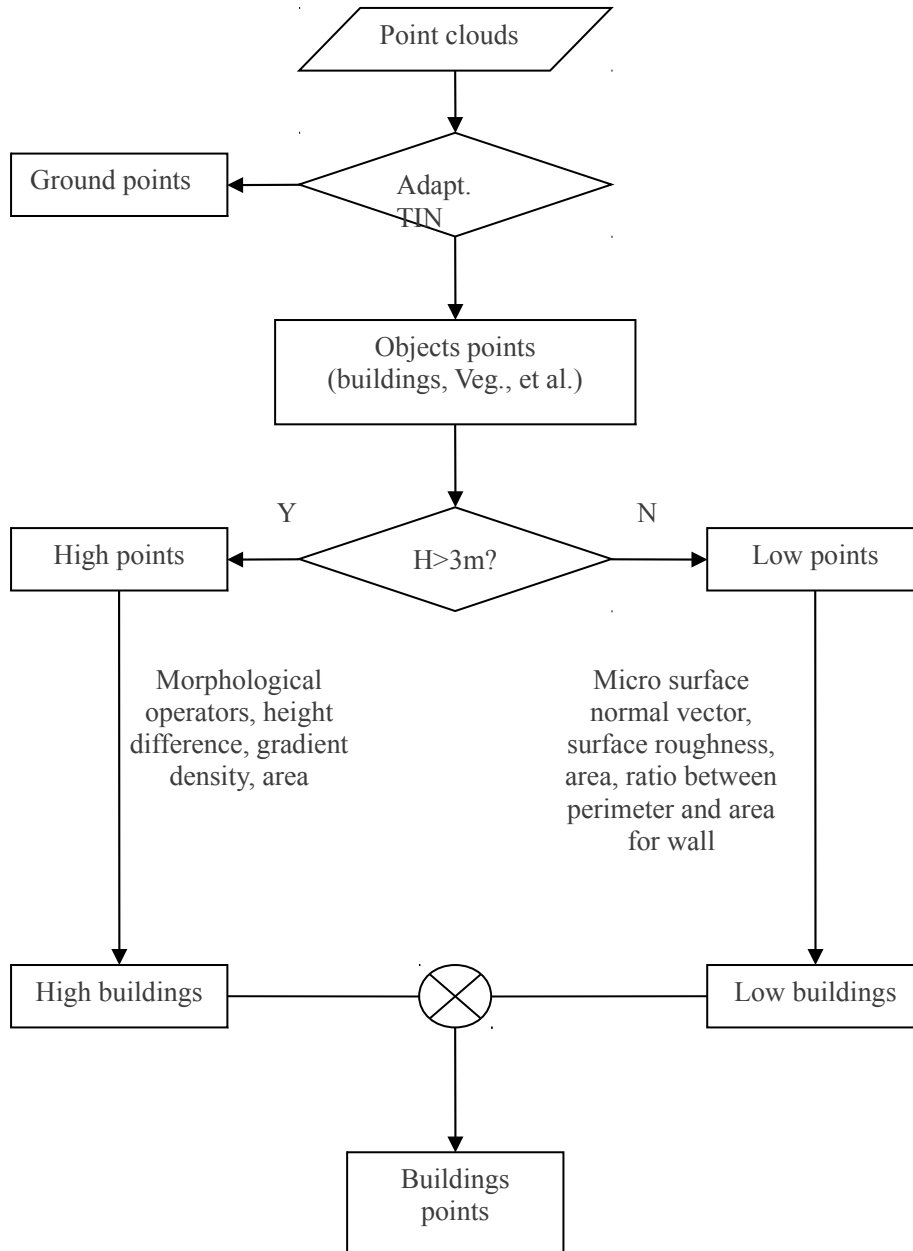 Point clouds
Ground points
Adapt.
TIN
Objects points
(buildings, Veg., et al.)
Y
N
High points
H>3m?
Low points
Morphological
operators, height
difference, gradient
density, area
Micro surface
normal vector,
surface roughness,
area, ratio between
perimeter and area
for wall
High buildings
Low buildings
Buildings
points